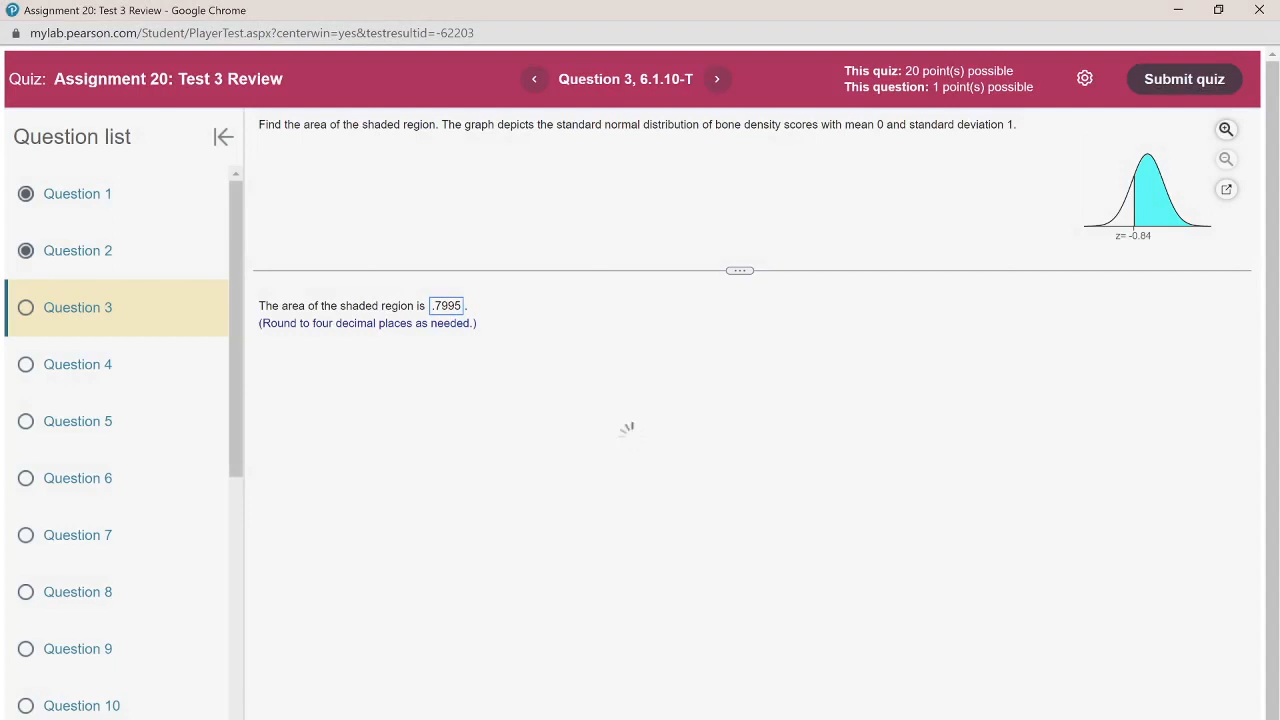 Assignment 20: Test 3 Review - Google Chrome
mylab.pearson.com/Student/PlayerTest.aspx?centerwin=yes&testresultid=-62203
Quiz: Assignment 20: Test 3 Review
Question 3, 6.1.10-T
This quiz: 20 point(s) possible
This question: 1 point(s) possible
Submit quiz
Question list
Question 1
Question 2
Question 3
Question 4
Question 5
Question 6
Question 7
Question 8
Question 9
Question 10
Find the area of the shaded region. The graph depicts the standard normal distribution of bone density scores with mean 0 and standard deviation 1.
z= -0.84
The area of the shaded region is .7995.
(Round to four decimal places as needed.)